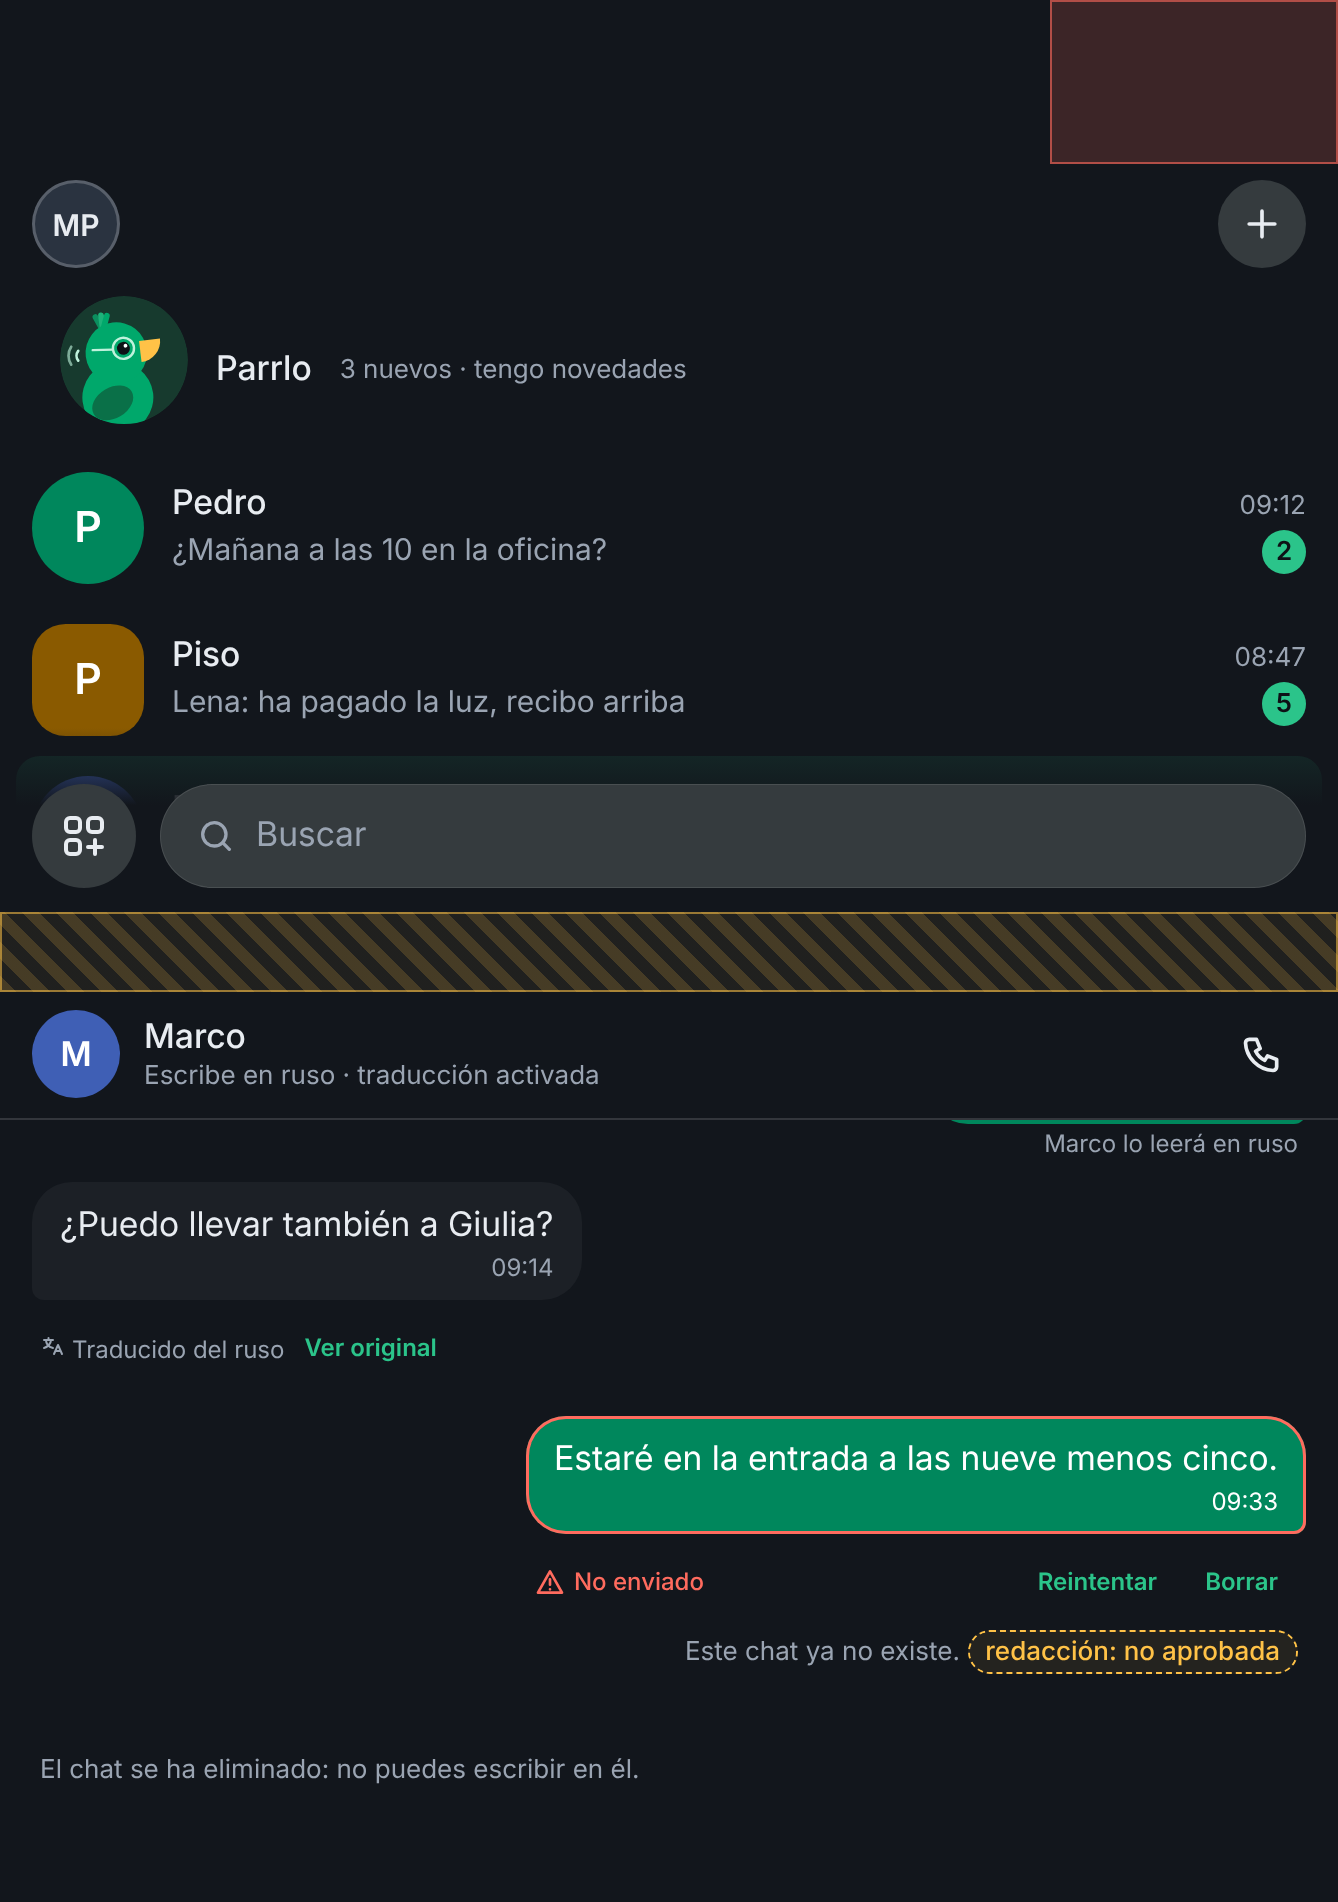 MP
Parrlo 3 nuevos · tengo novedades
P
Pedro
09:12
¿Mañana a las 10 en la oficina?
2
P
Piso
08:47
Lena: ha pagado la luz, recibo arriba
5
Buscar
M
Marco
Escribe en ruso · traducción activada
Marco lo leerá en ruso
¿Puedo llevar también a Giulia?
09:14
Traducido del ruso Ver original
Estaré en la entrada a las nueve menos cinco.
09:33
No enviado Reintentar Borrar
Este chat ya no existe. redacción: no aprobada
El chat se ha eliminado: no puedes escribir en él.